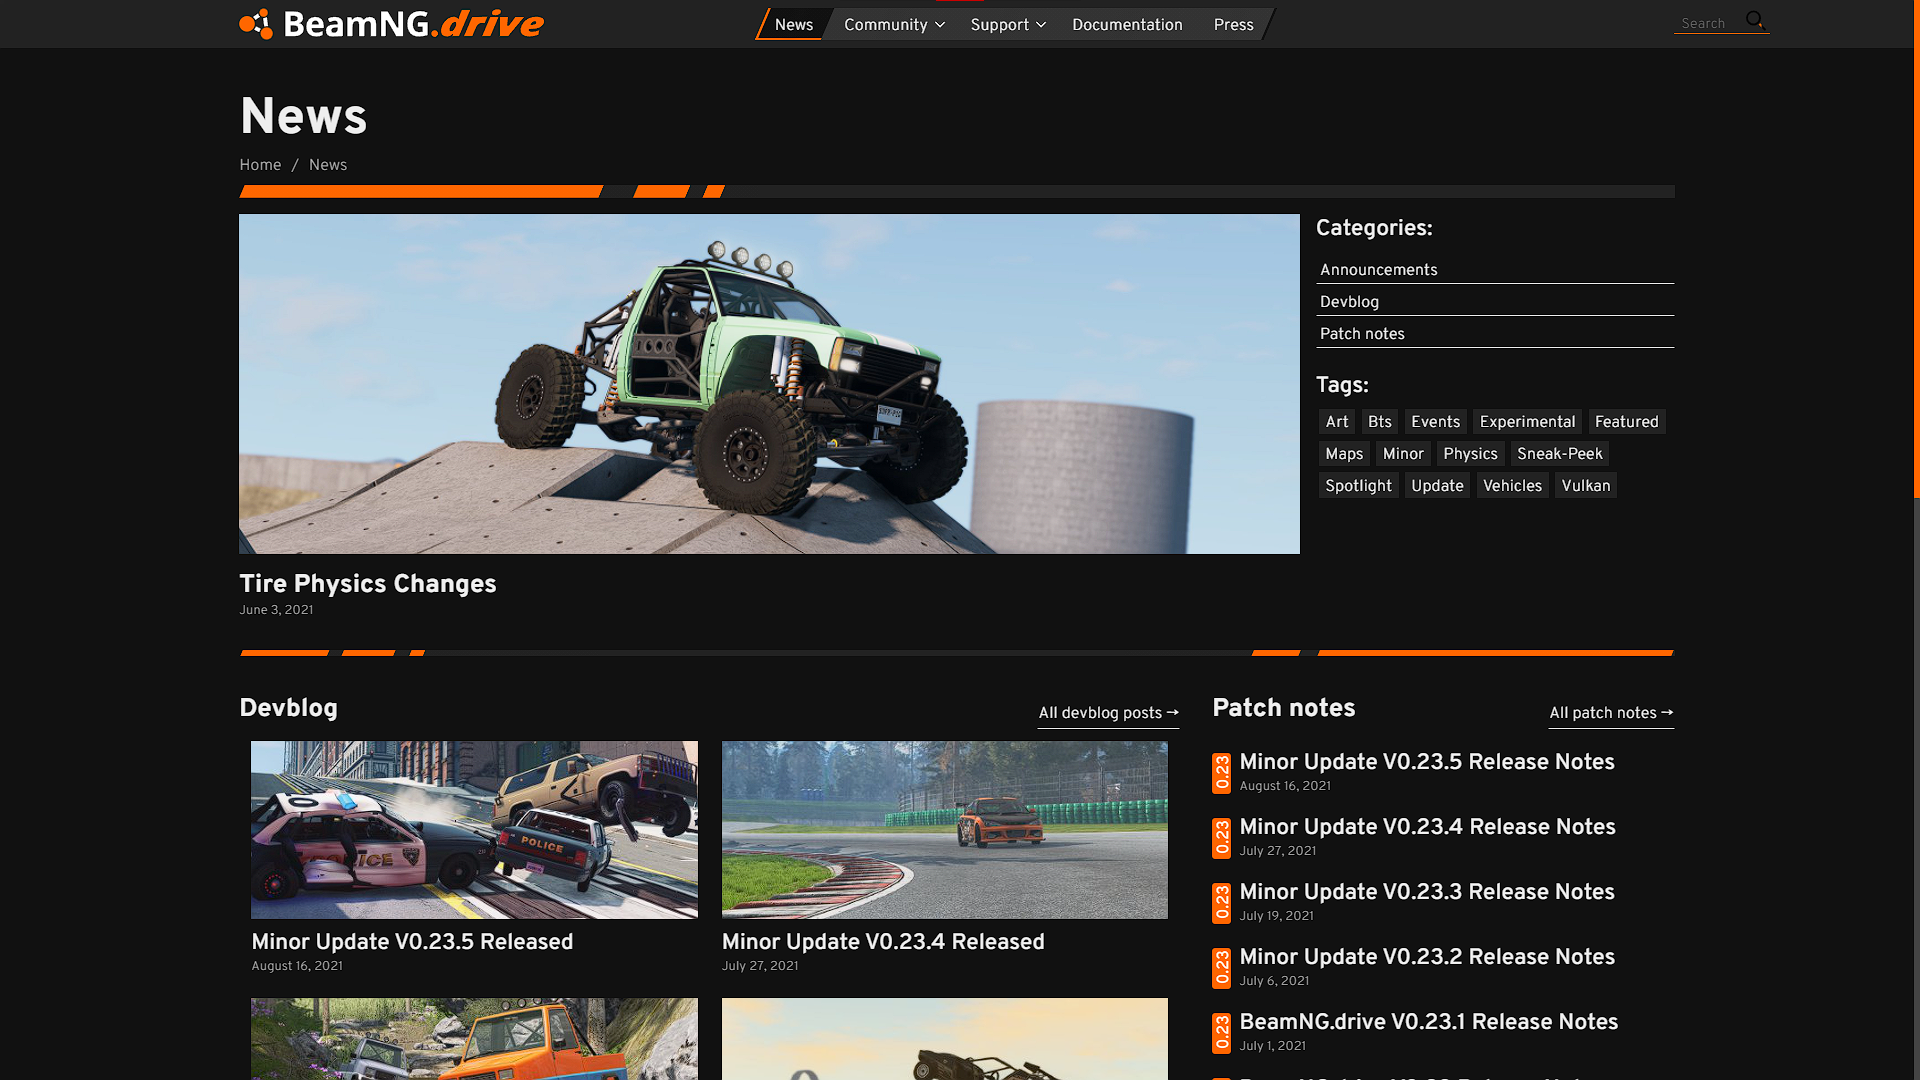 BeamNG.drive
News
Community
Support
Documentation
Press
Search
News
Home / News
Categories:
Announcements
Devblog
Patch notes
Tags:
Art Bts Events Experimental Featured
Maps Minor Physics Sneak-Peek
Spotlight Update Vehicles Vulkan
Tire Physics Changes
June 3, 2021
Devblog
All devblog posts →
POLICE
Minor Update V0.23.5 Released
August 16, 2021
Minor Update V0.23.4 Released
July 27, 2021
Patch notes
All patch notes →
0.23
Minor Update V0.23.5 Release Notes
August 16, 2021
0.23
Minor Update V0.23.4 Release Notes
July 27, 2021
0.23
Minor Update V0.23.3 Release Notes
July 19, 2021
0.23
Minor Update V0.23.2 Release Notes
July 6, 2021
0.23
BeamNG.drive V0.23.1 Release Notes
July 1, 2021